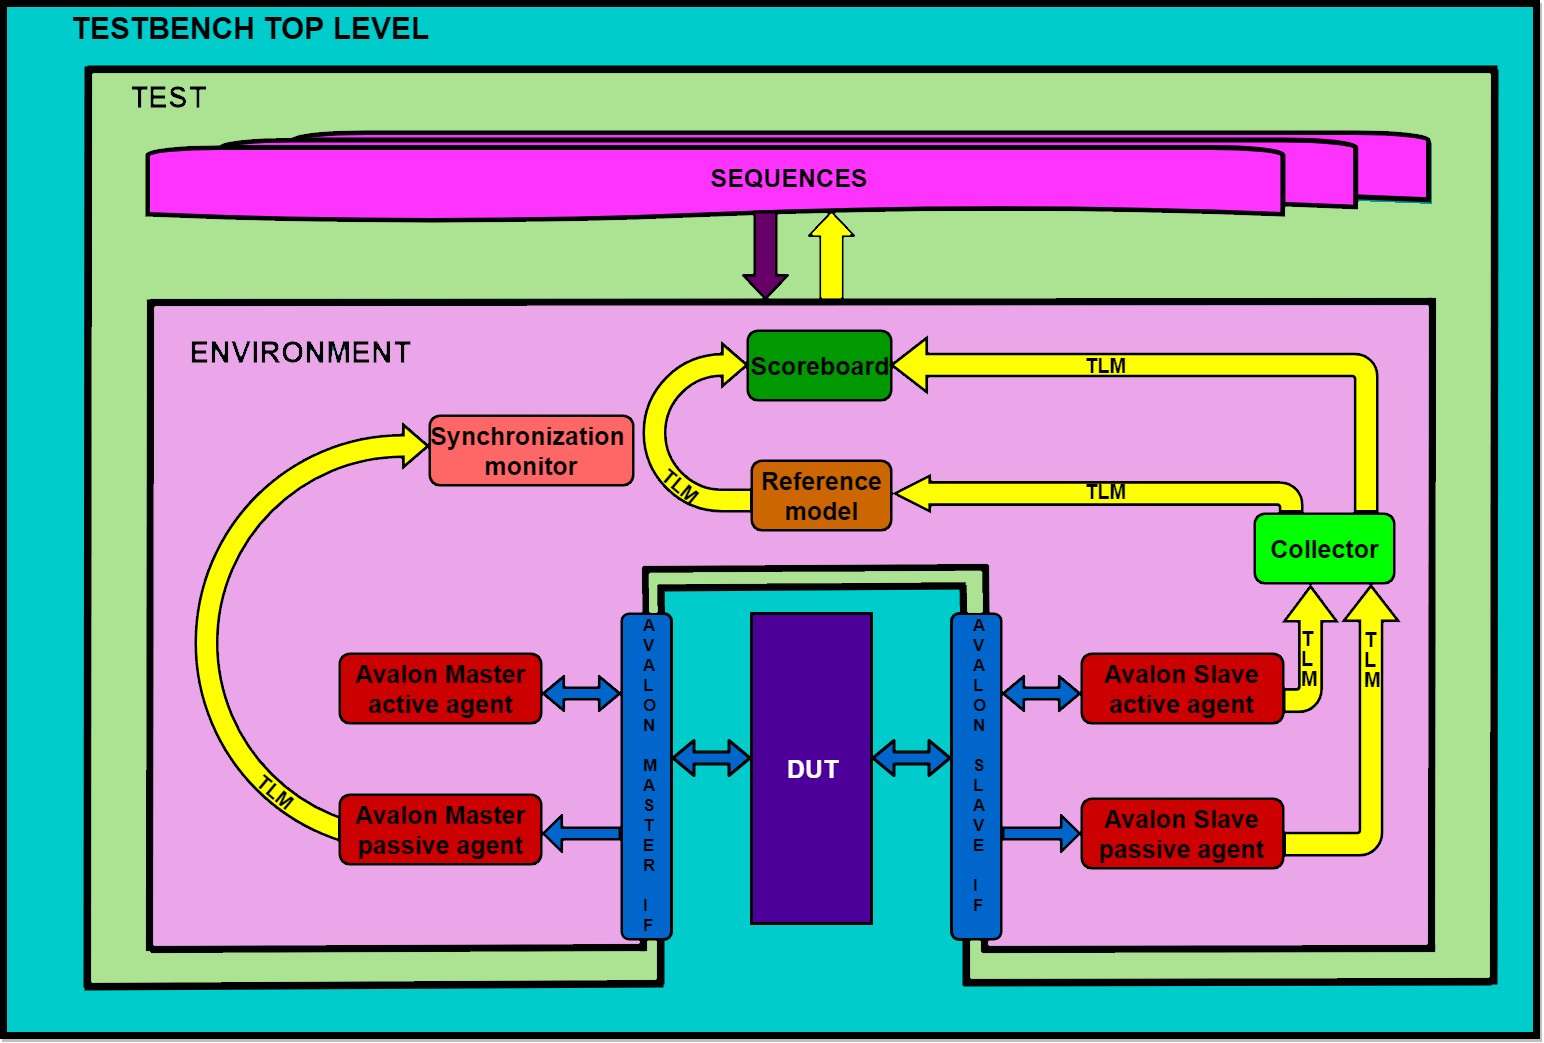 TESTBENCH TOP LEVEL
TEST
SEQUENCES
ENVIRONMENT
Scoreboard
TLM
Synchronization
monitor
TLM
Reference
model
TLM
Collector
AVALON MASTER IF
AVALON SLAVE IF
TLM
TLM
Avalon Master
active agent
Avalon Slave
active agent
DUT
TLM
Avalon Master
passive agent
Avalon Slave
passive agent